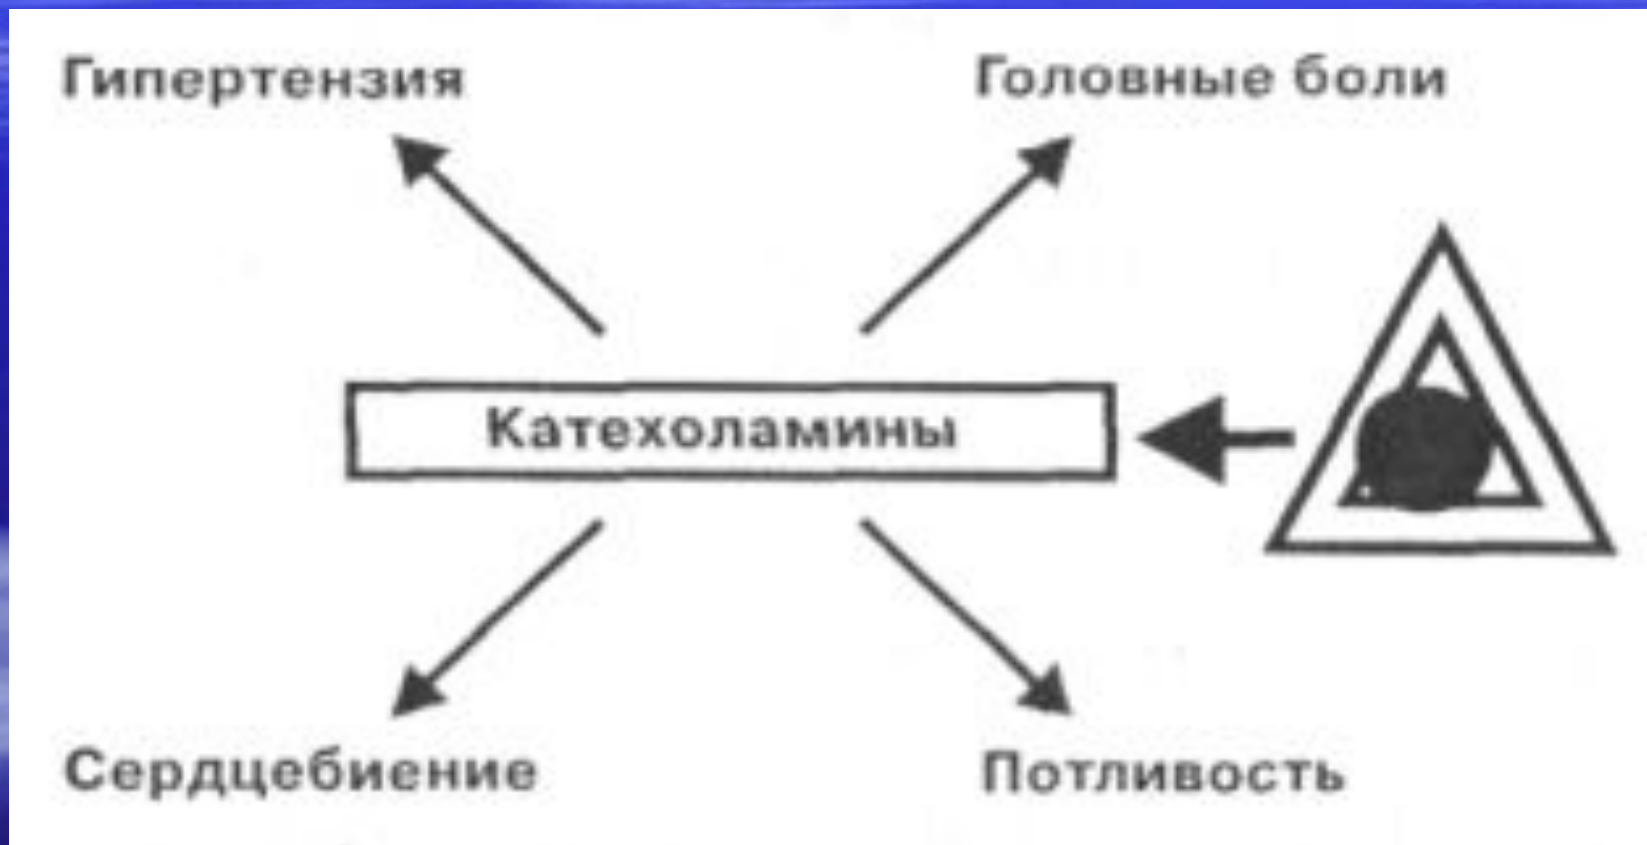 Гипертензия
Головные боли
Катехоламины
Сердцебиение
Потливость